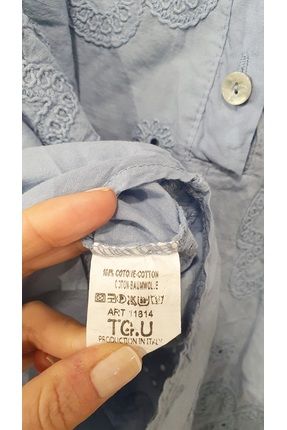 100% COTONE-COTTON
COTON BAUMWOLLE
ART 11814
TG.U
PRODUCTION IN ITALY